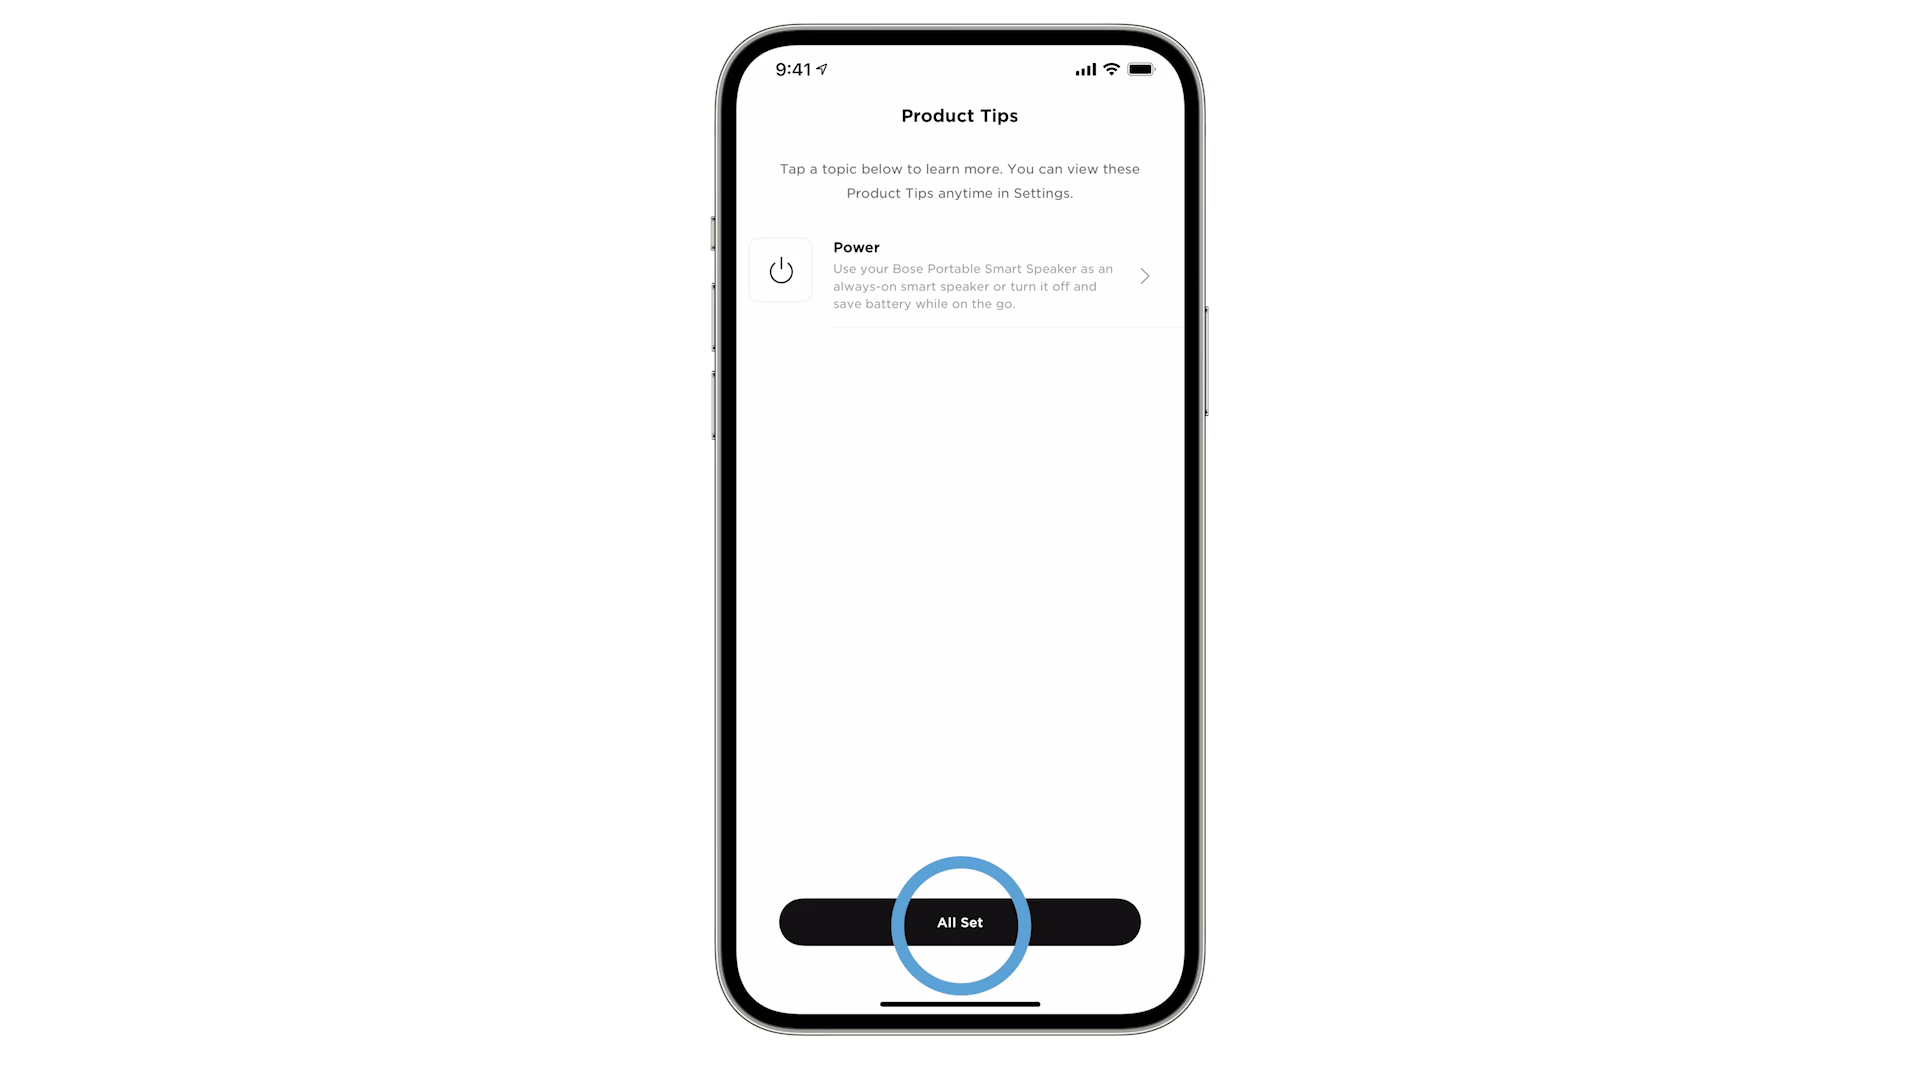 9:41
Product Tips
Tap a topic below to learn more. You can view these
Product Tips anytime in Settings.
Power
Use your Bose Portable Smart Speaker as an
always-on smart speaker or turn it off and
save battery while on the go.
All Set